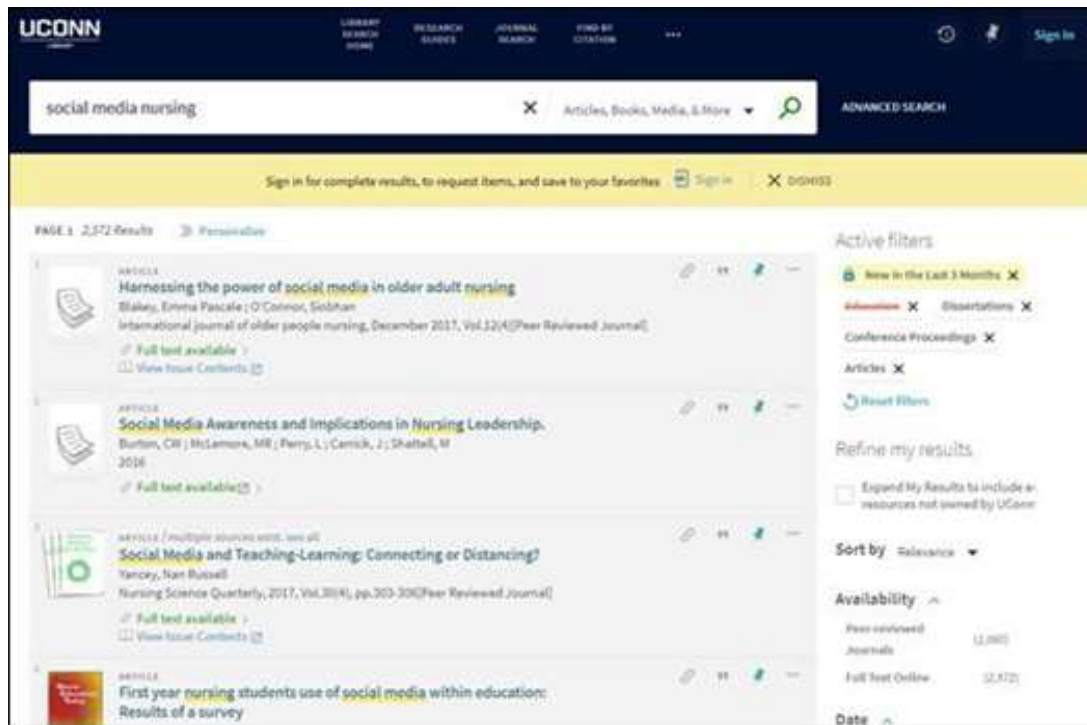 UCONN
LIBRARY
LIBRARY SEARCH HOME
RESEARCH GUIDES
JOURNAL SEARCH
FIND BY CITATION
•••
Sign in
social media nursing
Articles, Books, Media, & More
ADVANCED SEARCH
Sign in for complete results, to request items, and save to your favorites
Sign in
DISMISS
PAGE 1 2,372 Results
Personalize
Active filters
New in the Last 3 Months
Education
Dissertations
Conference Proceedings
Articles
Reset filters
Refine my results
Expand My Results to include
resources not owned by UConn
Sort by Relevance
Availability
Peer-reviewed
Journals
Full Text Online
Date
1
ARTICLE
Harnessing the power of social media in older adult nursing
Blakey, Emma Pascale ; O'Connor, Siobhan
International journal of older people nursing, December 2017, Vol.12(4)[Peer Reviewed Journal]
Full text available
View Issue Contents
2
ARTICLE
Social Media Awareness and Implications in Nursing Leadership.
Burton, CW ; McLemore, MR ; Perry, L ; Carrick, J ; Shattell, M
2016
Full text available
3
ARTICLE / multiple sources exist. see all
Social Media and Teaching-Learning: Connecting or Distancing?
Yancey, Nan Russell
Nursing Science Quarterly, 2017, Vol.30(4), pp.303-306[Peer Reviewed Journal]
Full text available
View Issue Contents
ARTICLE
First year nursing students use of social media within education:
Results of a survey